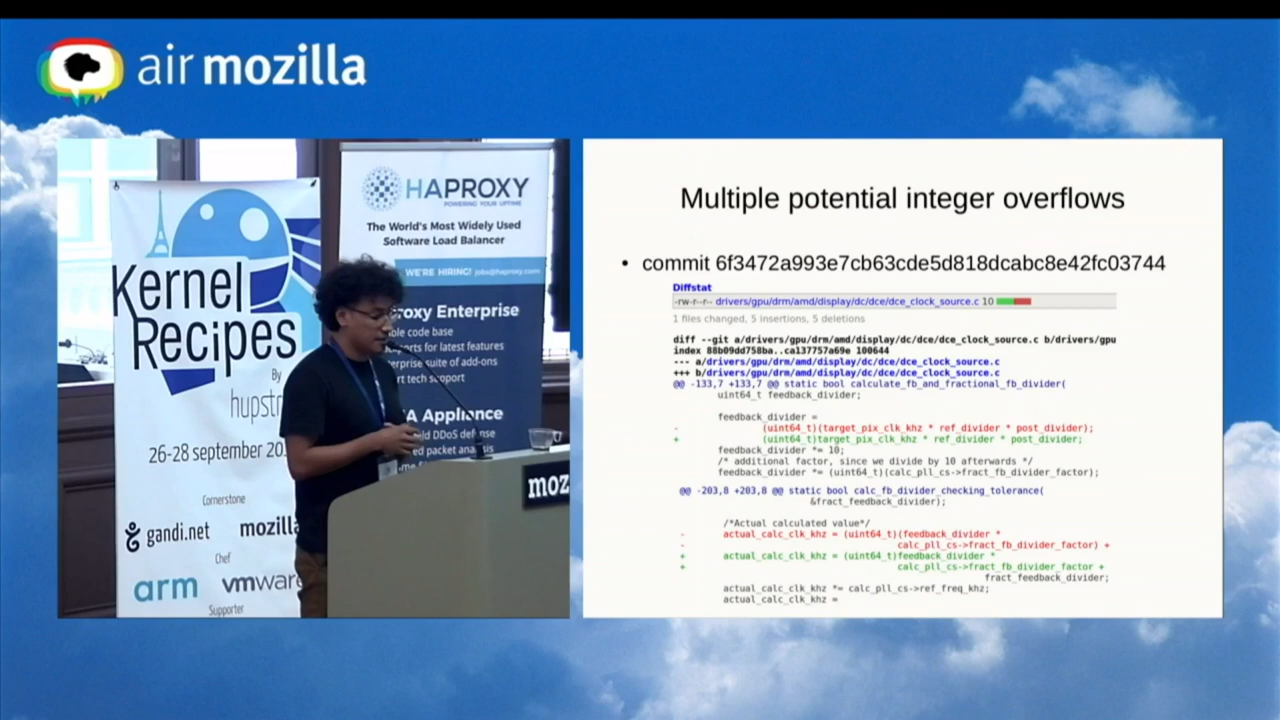 air mozilla
Kernel
Recipes
By
hupstr
26-28 september 20
Cornerstone
gandi.net mozilla
Chef
arm vmware
Supporter
HAPROXY
POWERING YOUR UPTIME
The World's Most Widely Used
Software Load Balancer
WE'RE HIRING! jobs@haproxy.com
roxy Enterprise
ble code base
ports for latest features
erprise suite of add-ons
rt tech support
A Appliance
ld DDoS defense
ed packet analysis
moz
Multiple potential integer overflows
• commit 6f3472a993e7cb63cde5d818dcabc8e42fc03744
Diffstat
-rw-r--r-- drivers/gpu/drm/amd/display/dc/dce/dce_clock_source.c 10
1 files changed, 5 insertions, 5 deletions
diff --git a/drivers/gpu/drm/amd/display/dc/dce/dce_clock_source.c b/drivers/gpu
index 88b09dd758ba..ca137757a69e 100644
--- a/drivers/gpu/drm/amd/display/dc/dce/dce_clock_source.c
+++ b/drivers/gpu/drm/amd/display/dc/dce/dce_clock_source.c
@@ -133,7 +133,7 @@ static bool calculate_fb_and_fractional_fb_divider(
uint64_t feedback_divider;
feedback_divider =
- (uint64_t)(target_pix_clk_khz * ref_divider * post_divider);
+ (uint64_t)target_pix_clk_khz * ref_divider * post_divider;
feedback_divider *= 10;
/* additional factor, since we divide by 10 afterwards */
feedback_divider *= (uint64_t)(calc_pll_cs->fract_fb_divider_factor);
@@ -203,8 +203,8 @@ static bool calc_fb_divider_checking_tolerance(
&fract_feedback_divider);
/*Actual calculated value*/
- actual_calc_clk_khz = (uint64_t)(feedback_divider *
- calc_pll_cs->fract_fb_divider_factor) +
+ actual_calc_clk_khz = (uint64_t)feedback_divider *
+ calc_pll_cs->fract_fb_divider_factor +
fract_feedback_divider;
actual_calc_clk_khz *= calc_pll_cs->ref_freq_khz;
actual_calc_clk_khz =